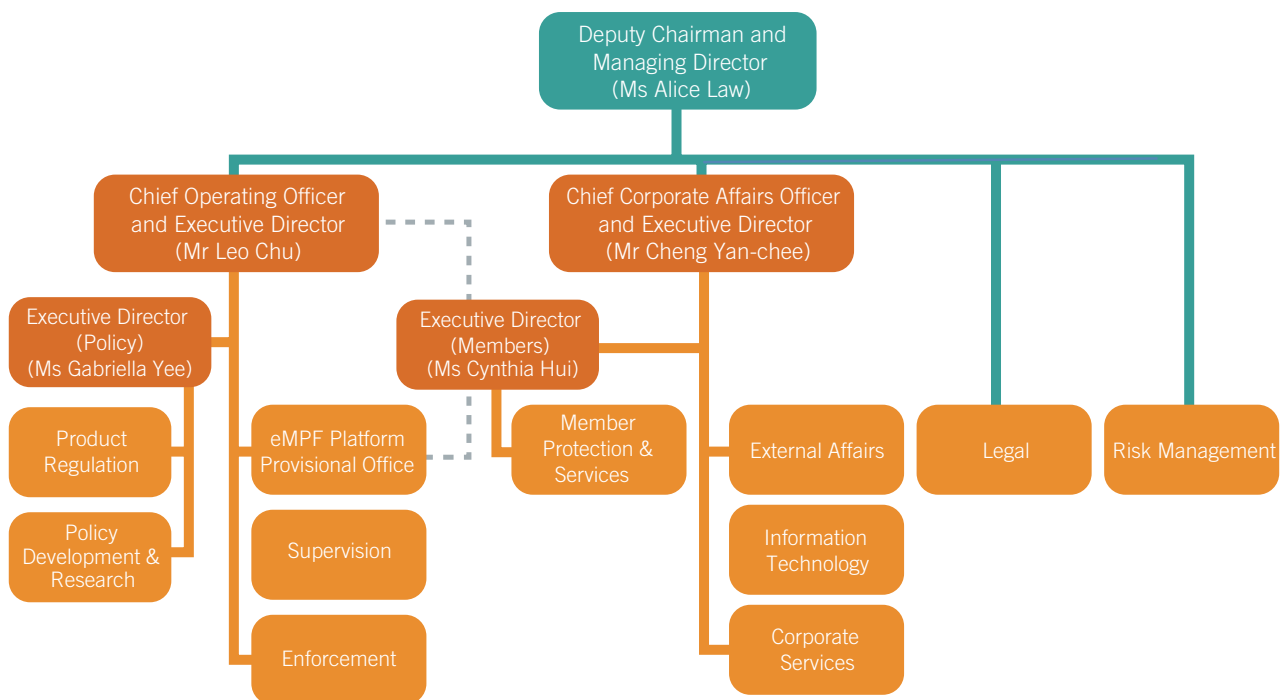 Deputy Chairman and
Managing Director
(Ms Alice Law)
Chief Operating Officer
and Executive Director
(Mr Leo Chu)
Chief Corporate Affairs Officer
and Executive Director
(Mr Cheng Yan-chee)
Executive Director
(Policy)
(Ms Gabriella Yee)
Executive Director
(Members)
(Ms Cynthia Hui)
Product
Regulation
eMPF Platform
Provisional Office
Member
Protection &
Services
External Affairs
Legal
Risk Management
Policy
Development &
Research
Supervision
Information
Technology
Enforcement
Corporate
Services